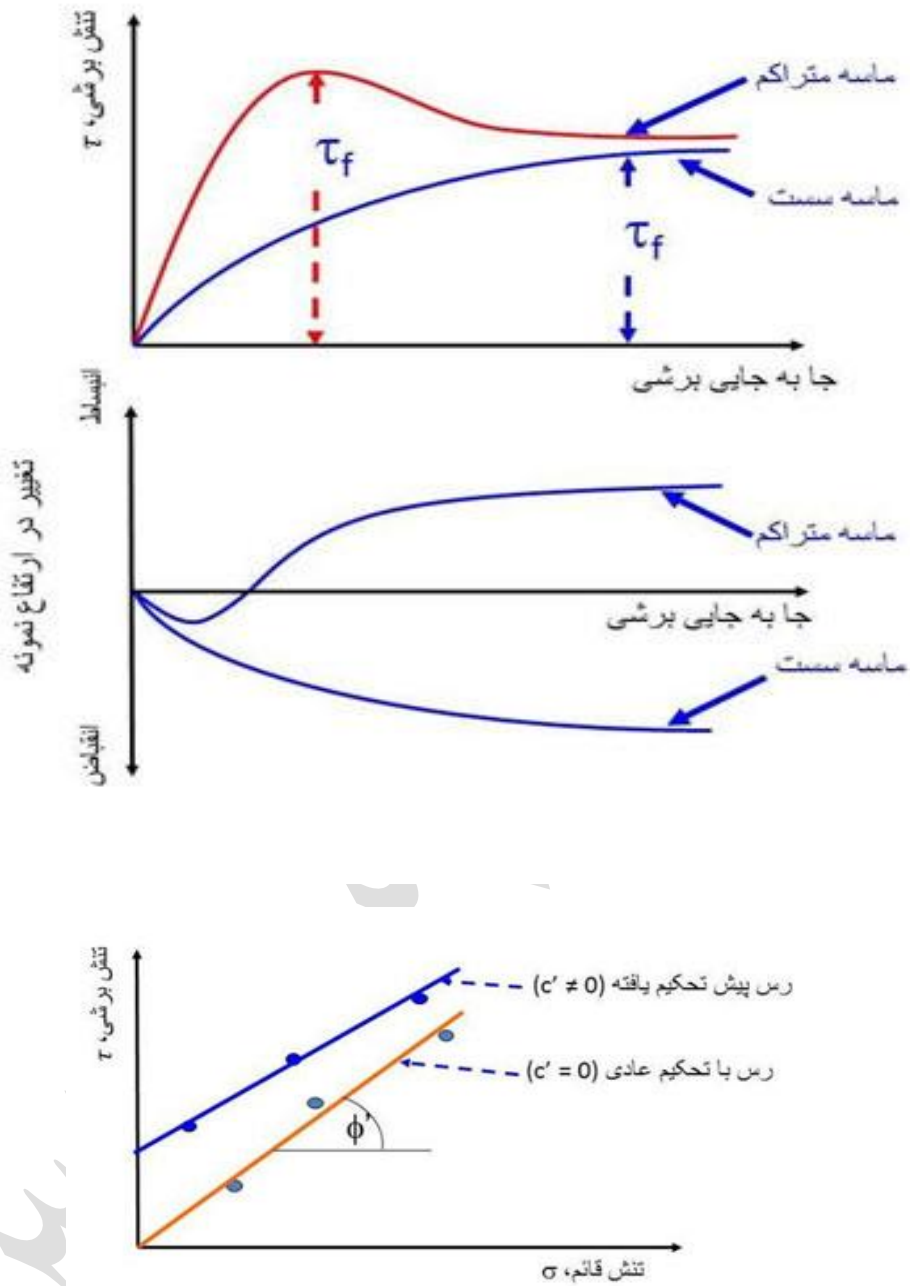 تنش برشی، τ
ماسه متراکم
τf
ماسه سست
τf
جا به جایی برشی
انبساط
تغییر در ارتفاع نمونه
ماسه متراکم
جا به جایی برشی
ماسه سست
انقباض
تنش برشی، τ
رس پیش تحکیم یافته (c' ≠ 0)
رس با تحکیم عادی (c' = 0)
ϕ'
تنش قائم، σ